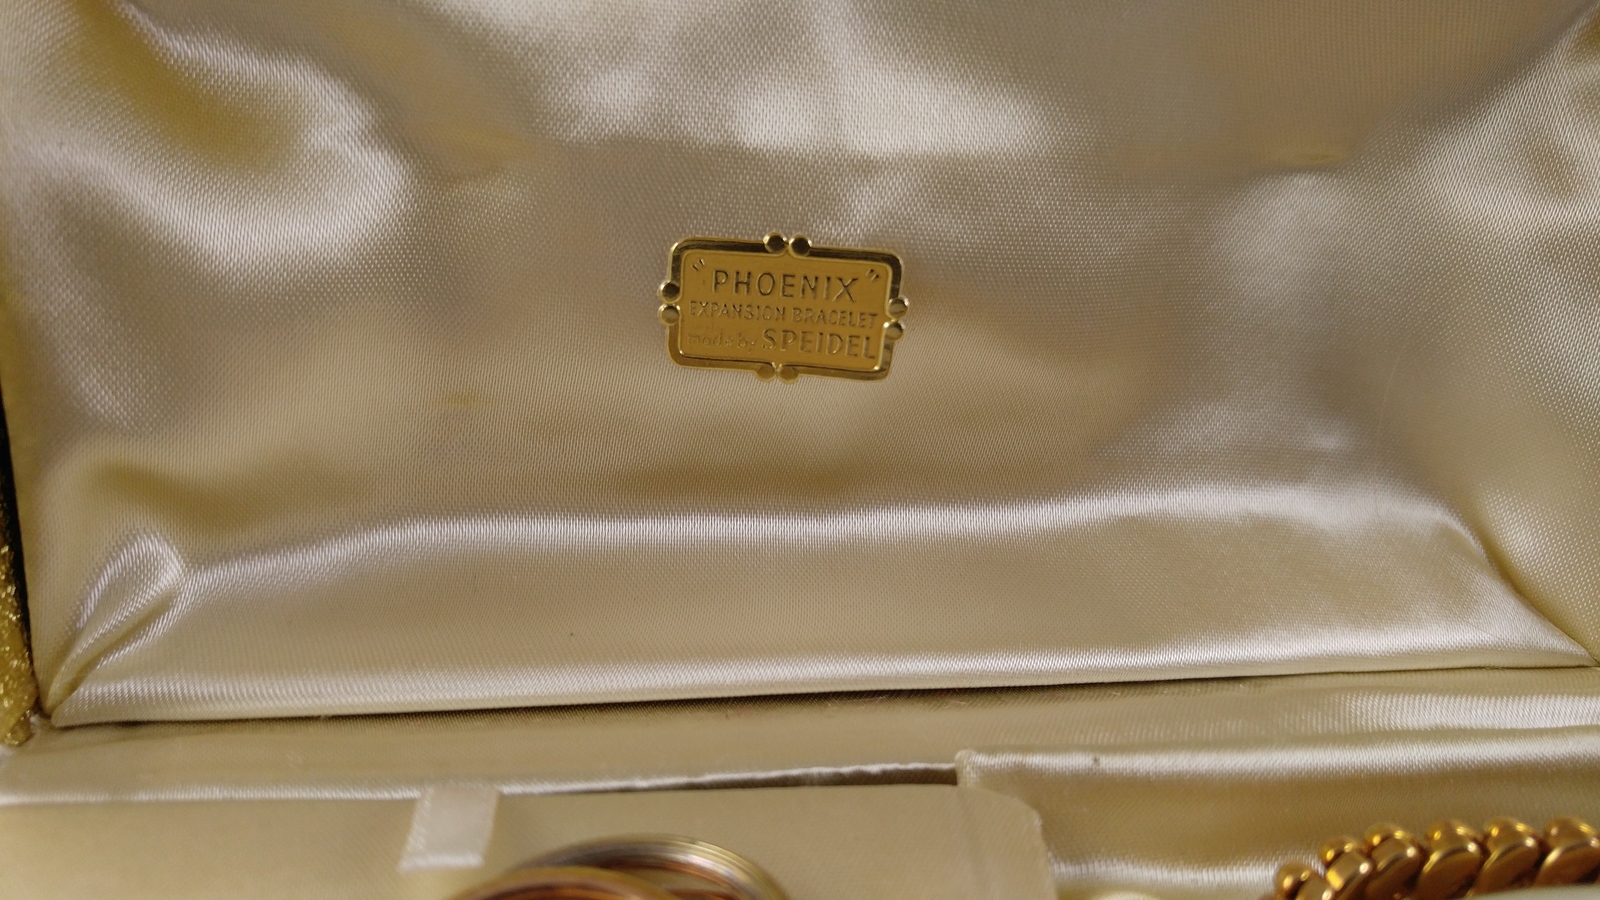 "PHOENIX"
EXPANSION BRACELET
made by SPEIDEL